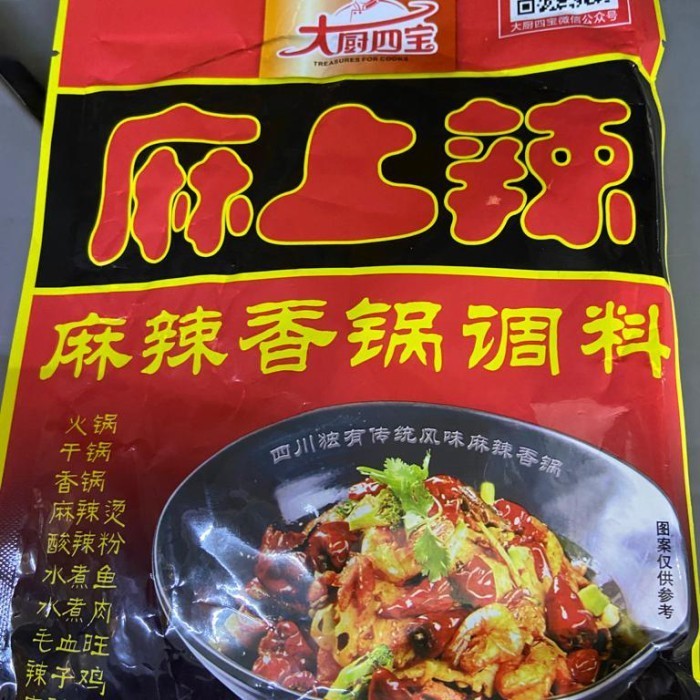 大厨四宝微信公众号
大厨四宝
TREASURES FOR COOKS
麻上辣
麻辣香锅调料
四川独有传统风味麻辣香锅
火锅
干锅
香锅
麻辣烫
酸辣粉
水煮鱼
水煮肉
毛血旺
辣子鸡
图案仅供参考